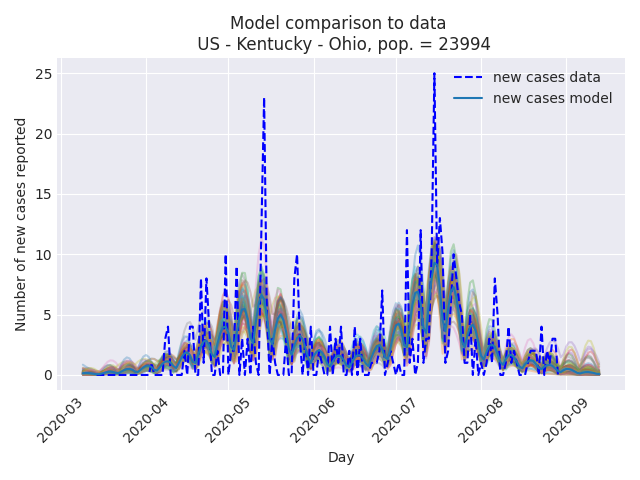 Model comparison to data
US - Kentucky - Ohio, pop. = 23994
new cases data
new cases model
Number of new cases reported
25
20
15
10
5
0
2020-03
2020-04
2020-05
2020-06
2020-07
2020-08
2020-09
Day